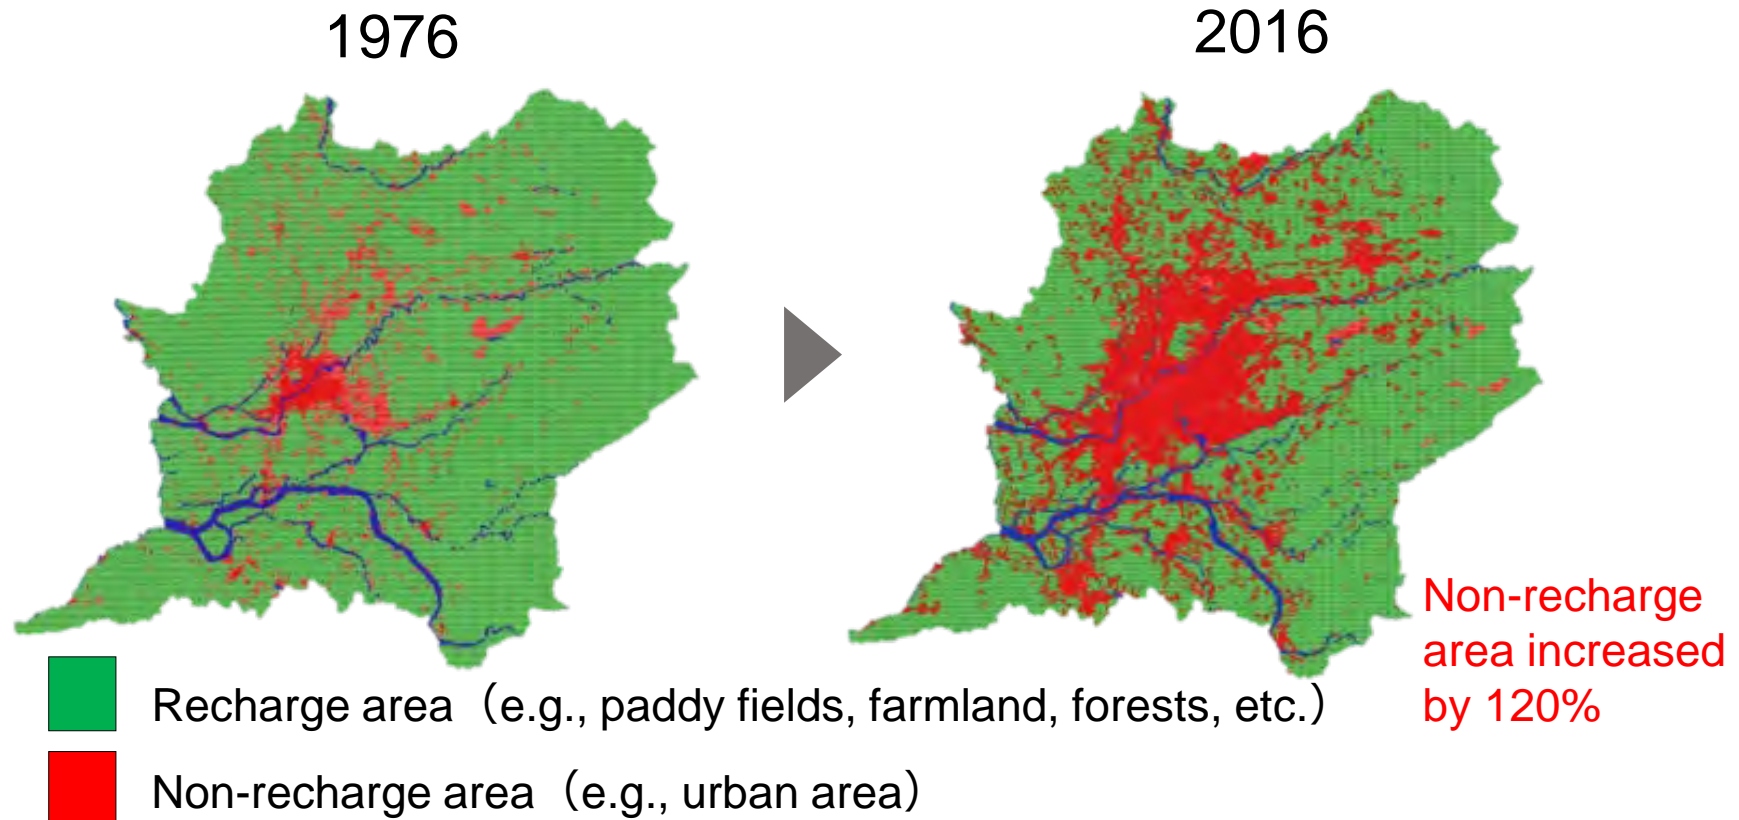 1976
2016
Non-recharge
area increased
by 120%
Recharge area（e.g., paddy fields, farmland, forests, etc.）
Non-recharge area（e.g., urban area）